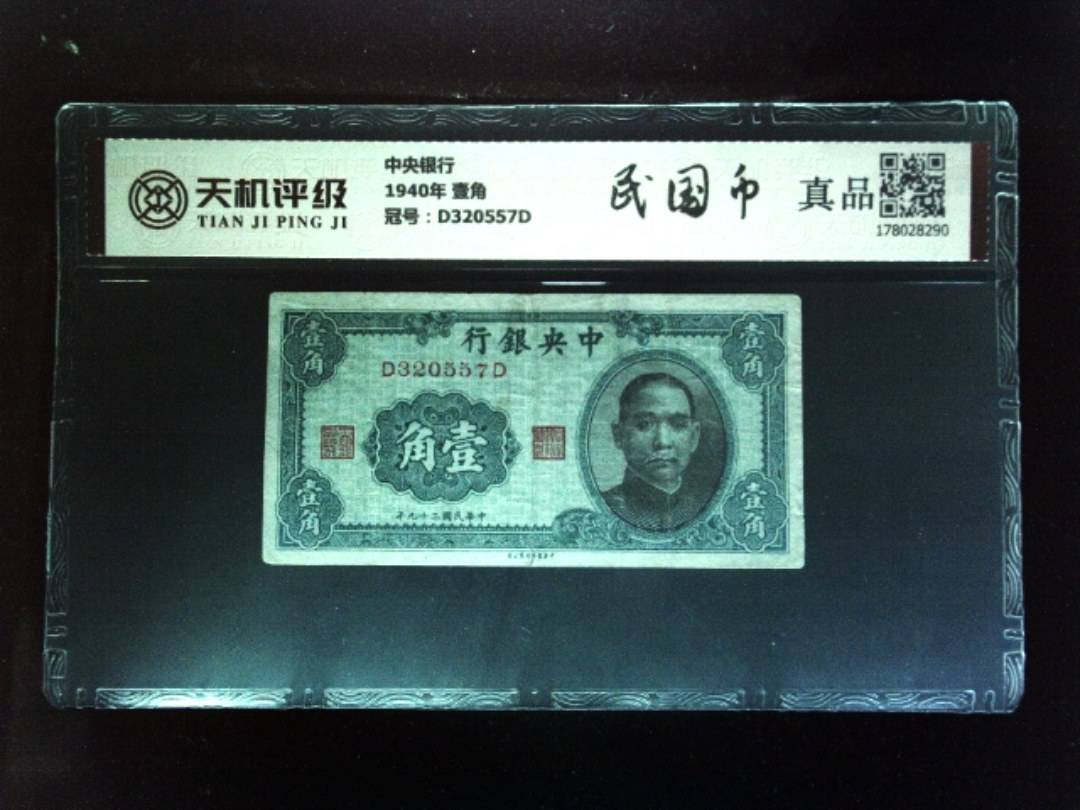 天机评级
TIAN JI PING JI
中央银行
1940年 壹角
冠号：D320557D
民国币
真品
178028290
行銀央中
D320557D
壹角
壹角
角壹
壹角
壹角
年九十二國民華中